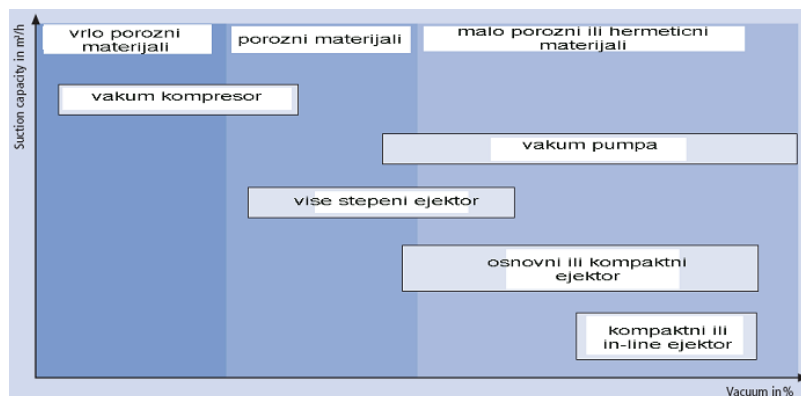 Suction capacity in m³/h
vrlo porozni
materijali
porozni materijali
malo porozni ili hermeticni
materijali
vakum kompresor
vakum pumpa
vise stepeni ejektor
osnovni ili kompaktni
ejektor
kompaktni ili
in-line ejektor
Vacuum in %